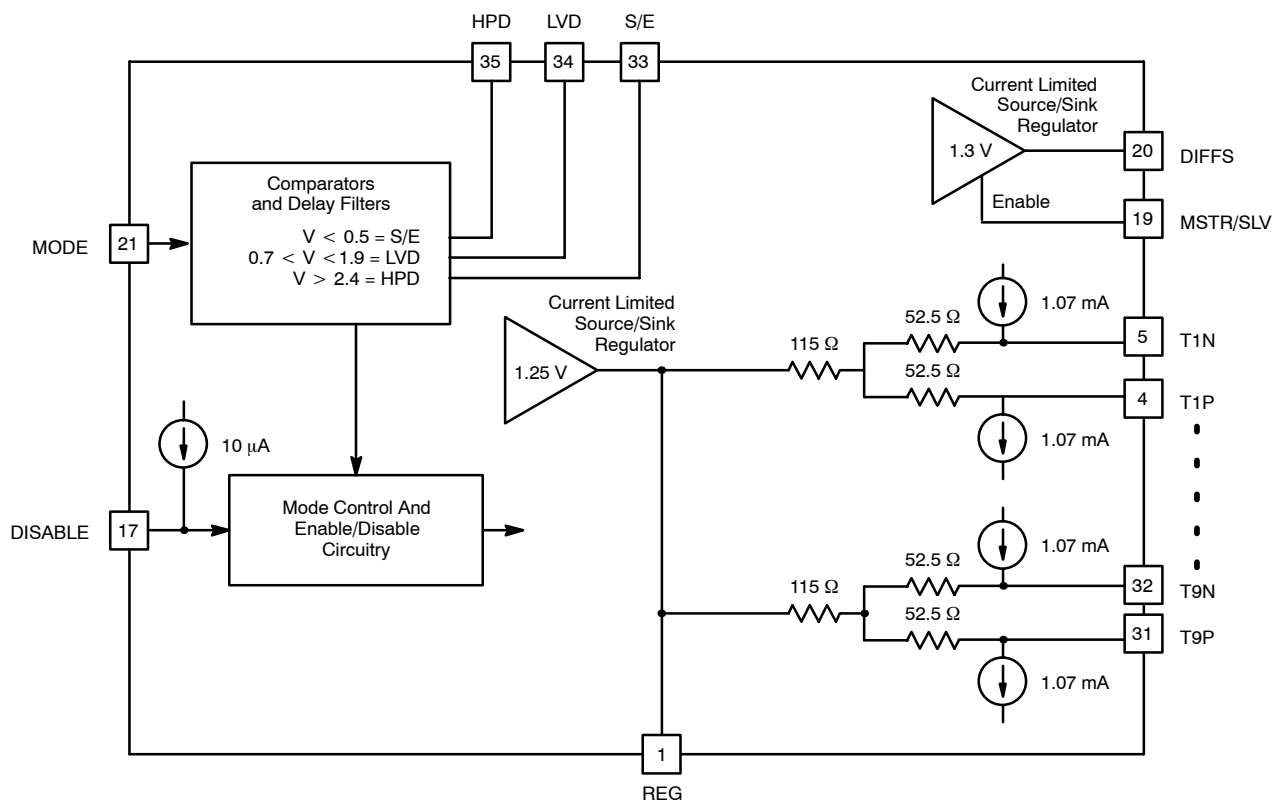 HPD
LVD
S/E
35
34
33
Current Limited
Source/Sink
Regulator
1.3 V
20
DIFFS
Enable
19
MSTR/SLV
Comparators
and Delay Filters
V < 0.5 = S/E
0.7 < V <1.9 = LVD
V > 2.4 = HPD
MODE
21
Current Limited
Source/Sink
Regulator
1.25 V
115 Ω
52.5 Ω
1.07 mA
5
T1N
52.5 Ω
4
T1P
1.07 mA
10 μA
DISABLE
17
Mode Control And
Enable/Disable
Circuitry
115 Ω
52.5 Ω
1.07 mA
32
T9N
52.5 Ω
31
T9P
1.07 mA
1
REG